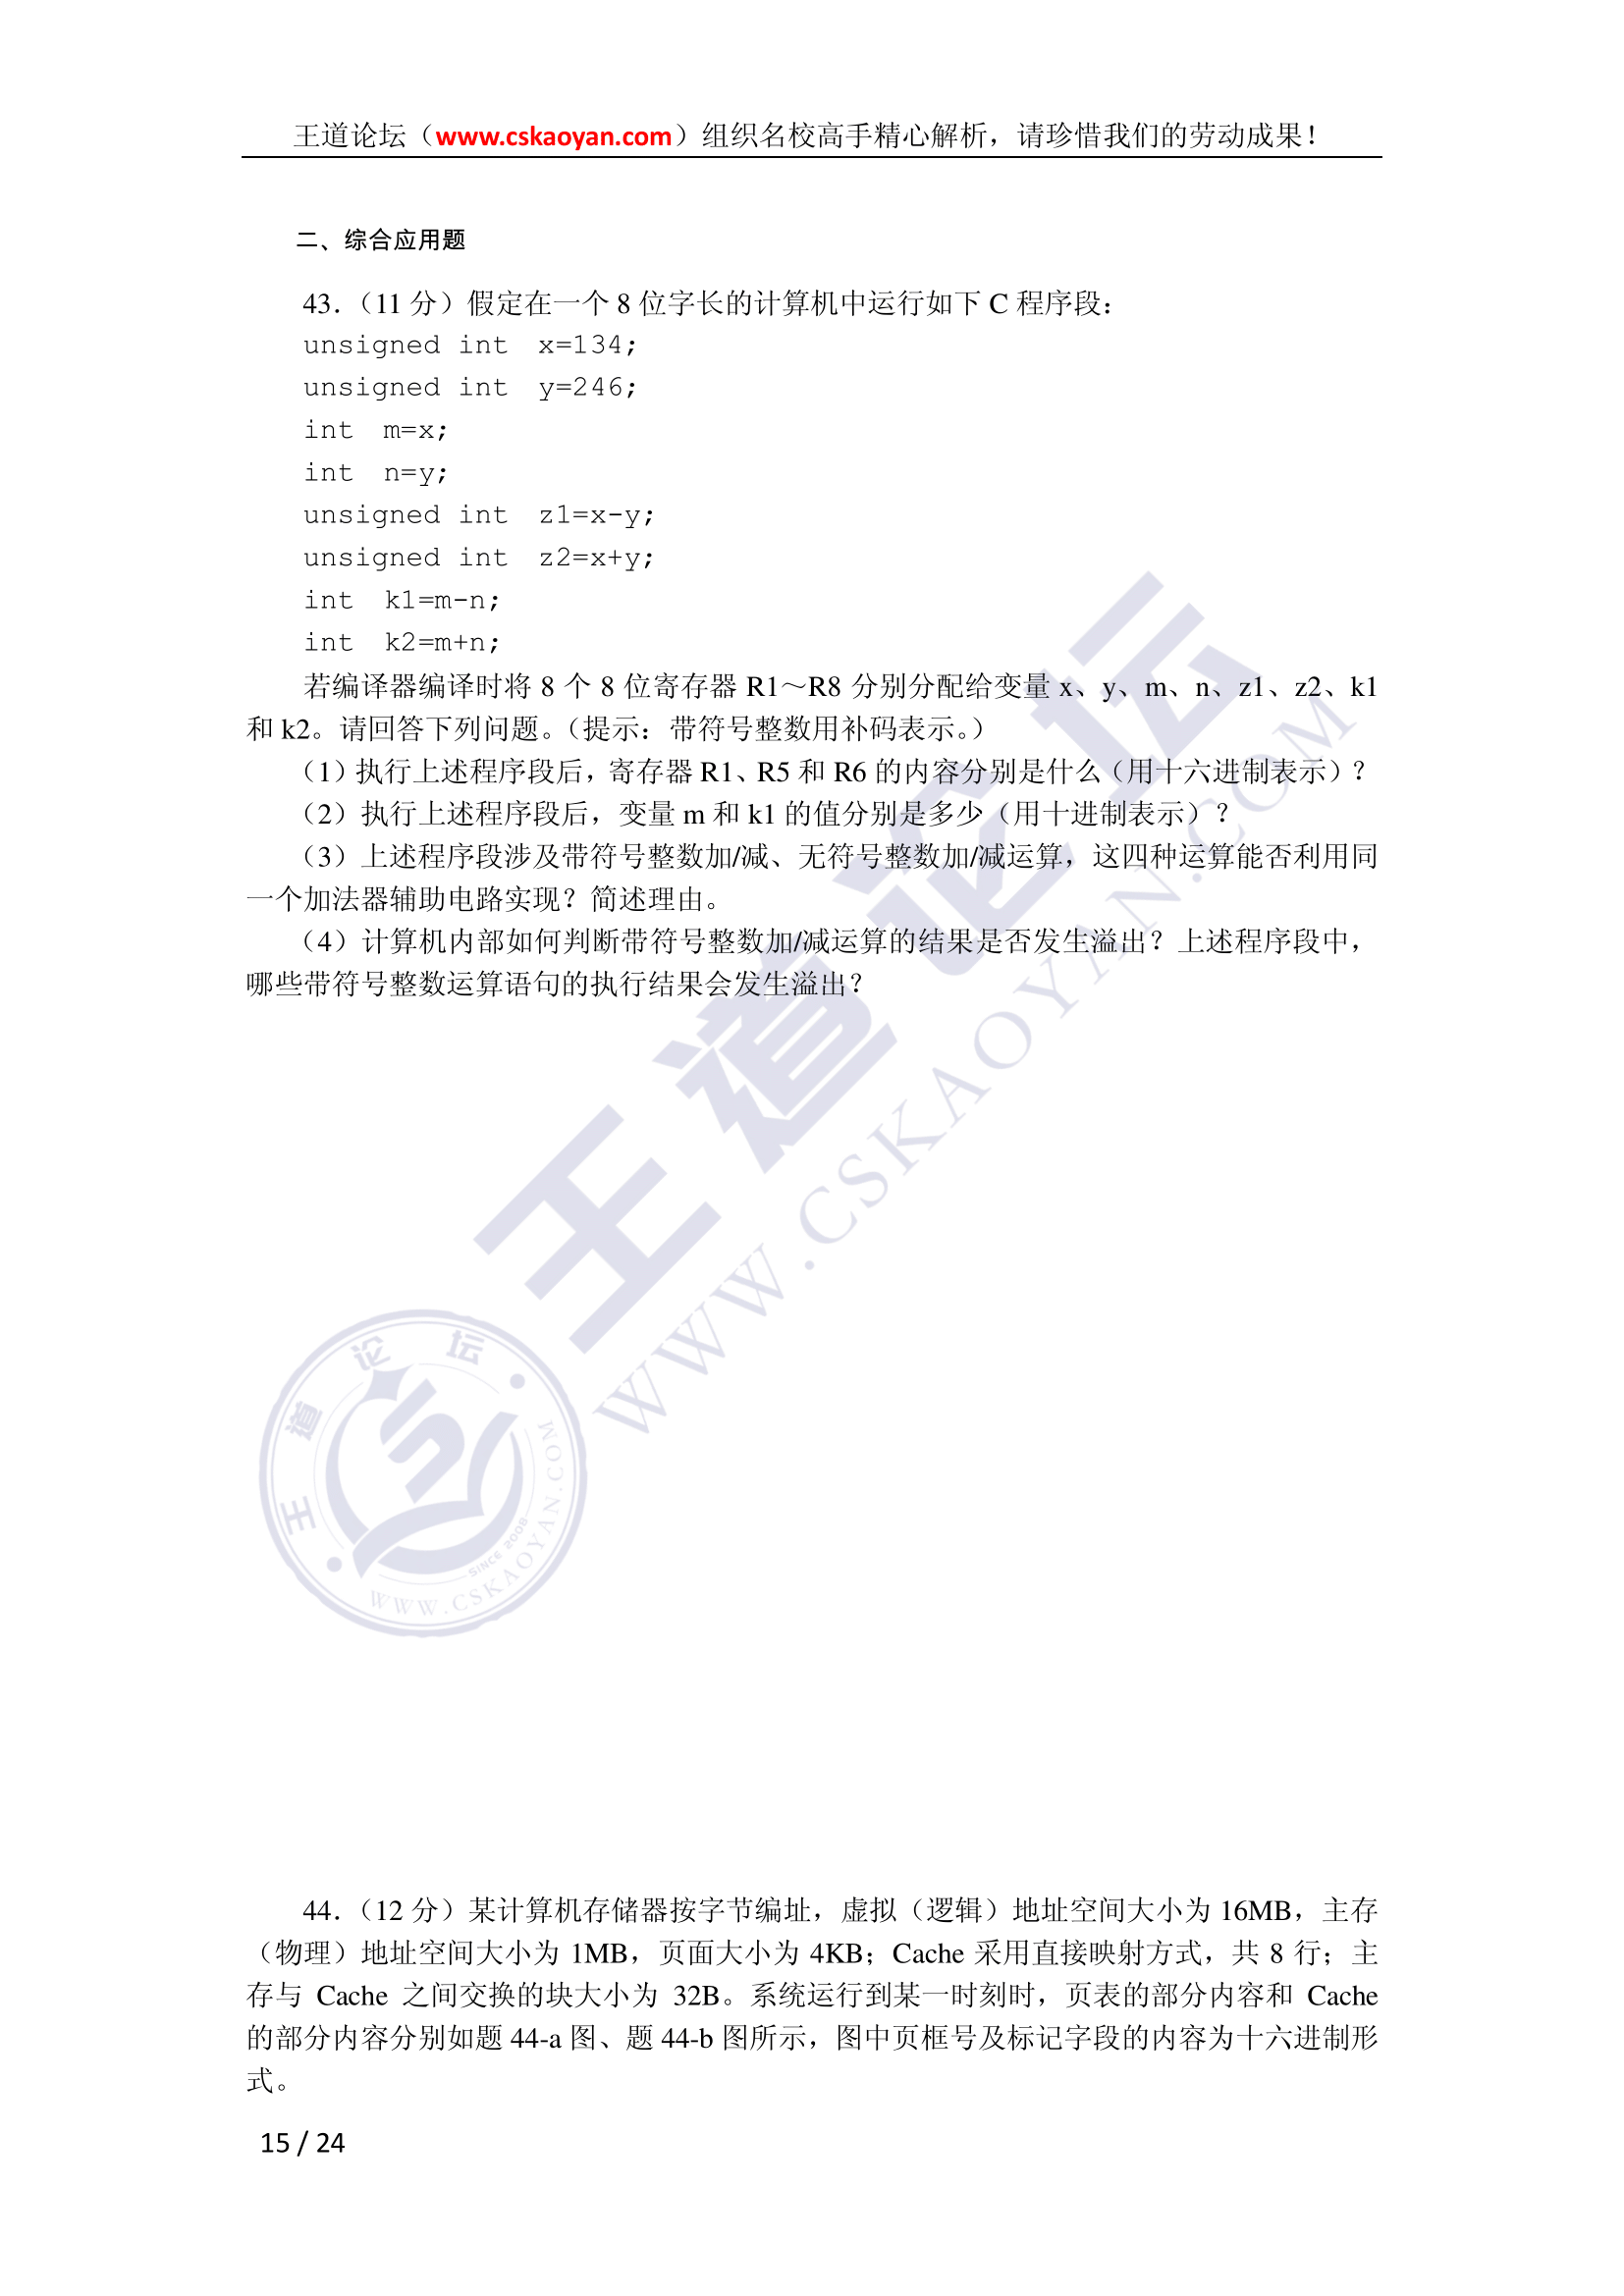 王道论坛（www.cskaoyan.com）组织名校高手精心解析，请珍惜我们的劳动成果！
二、综合应用题
43．（11 分）假定在一个 8 位字长的计算机中运行如下 C 程序段：
unsigned int x=134;
unsigned int y=246;
int m=x;
int n=y;
unsigned int z1=x-y;
unsigned int z2=x+y;
int k1=m-n;
int k2=m+n;
若编译器编译时将 8 个 8 位寄存器 R1～R8 分别分配给变量 x、y、m、n、z1、z2、k1
和 k2。请回答下列问题。（提示：带符号整数用补码表示。）
（1）执行上述程序段后，寄存器 R1、R5 和 R6 的内容分别是什么（用十六进制表示）？
（2）执行上述程序段后，变量 m 和 k1 的值分别是多少（用十进制表示）？
（3）上述程序段涉及带符号整数加/减、无符号整数加/减运算，这四种运算能否利用同
一个加法器辅助电路实现？简述理由。
（4）计算机内部如何判断带符号整数加/减运算的结果是否发生溢出？上述程序段中，
哪些带符号整数运算语句的执行结果会发生溢出？
王道论坛
WWW.CSKAOYAN.COM
王道论坛
SINCE 2008
WWW.CSKAOYAN.COM
44．（12 分）某计算机存储器按字节编址，虚拟（逻辑）地址空间大小为 16MB，主存
（物理）地址空间大小为 1MB，页面大小为 4KB；Cache 采用直接映射方式，共 8 行；主
存与 Cache 之间交换的块大小为 32B。系统运行到某一时刻时，页表的部分内容和 Cache
的部分内容分别如题 44-a 图、题 44-b 图所示，图中页框号及标记字段的内容为十六进制形
式。
15 / 24